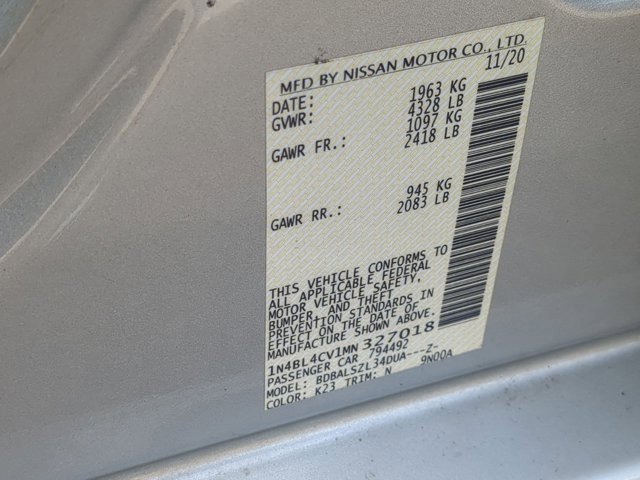 MFD BY NISSAN MOTOR CO., LTD.
DATE: 11/20
GVWR: 1963 KG
4328 LB
GAWR FR.: 1097 KG
2418 LB
GAWR RR.: 945 KG
2083 LB
THIS VEHICLE CONFORMS TO
ALL APPLICABLE FEDERAL
MOTOR VEHICLE SAFETY,
BUMPER, AND THEFT
PREVENTION STANDARDS IN
EFFECT ON THE DATE OF
MANUFACTURE SHOWN ABOVE.
1N4BL4CV1MN327018
PASSENGER CAR 794492
MODEL: BDBALSZL34DUA---Z-
COLOR: K23 TRIM: N 9N00A